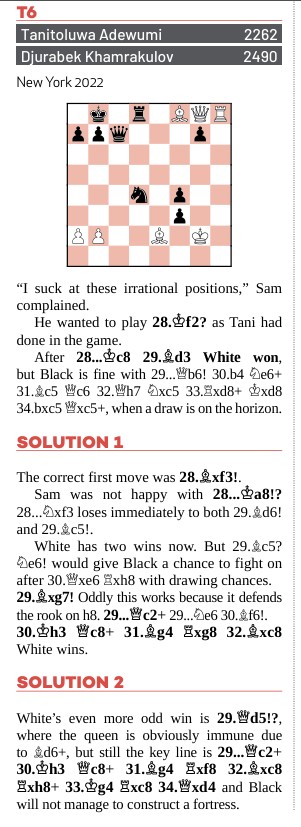 T6
Tanitoluwa Adewumi 2262
Djurabek Khamrakulov 2490
New York 2022
“I suck at these irrational positions,” Sam
complained.
He wanted to play 28.♔f2? as Tani had
done in the game.
After 28...♔c8 29.♗d3 White won,
but Black is fine with 29...♕b6! 30.b4 ♘e6+
31.♗c5 ♕c6 32.♕h7 ♘xc5 33.♖xd8+ ♔xd8
34.bxc5 ♕xc5+, when a draw is on the horizon.
SOLUTION 1
The correct first move was 28.♗xf3!.
Sam was not happy with 28...♔a8!?
28...♘xf3 loses immediately to both 29.♗d6!
and 29.♗c5!.
White has two wins now. But 29.♗c5?
♘e6! would give Black a chance to fight on
after 30.♕xe6 ♖xh8 with drawing chances.
29.♗xg7! Oddly this works because it defends
the rook on h8. 29...♕c2+ 29...♘e6 30.♗f6!.
30.♔h3 ♕c8+ 31.♗g4 ♖xg8 32.♗xc8
White wins.
SOLUTION 2
White’s even more odd win is 29.♕d5!?,
where the queen is obviously immune due
to ♗d6+, but still the key line is 29...♕c2+
30.♔h3 ♕c8+ 31.♗g4 ♖xf8 32.♗xc8
♖xh8+ 33.♔g4 ♖xc8 34.♕xd4 and Black
will not manage to construct a fortress.